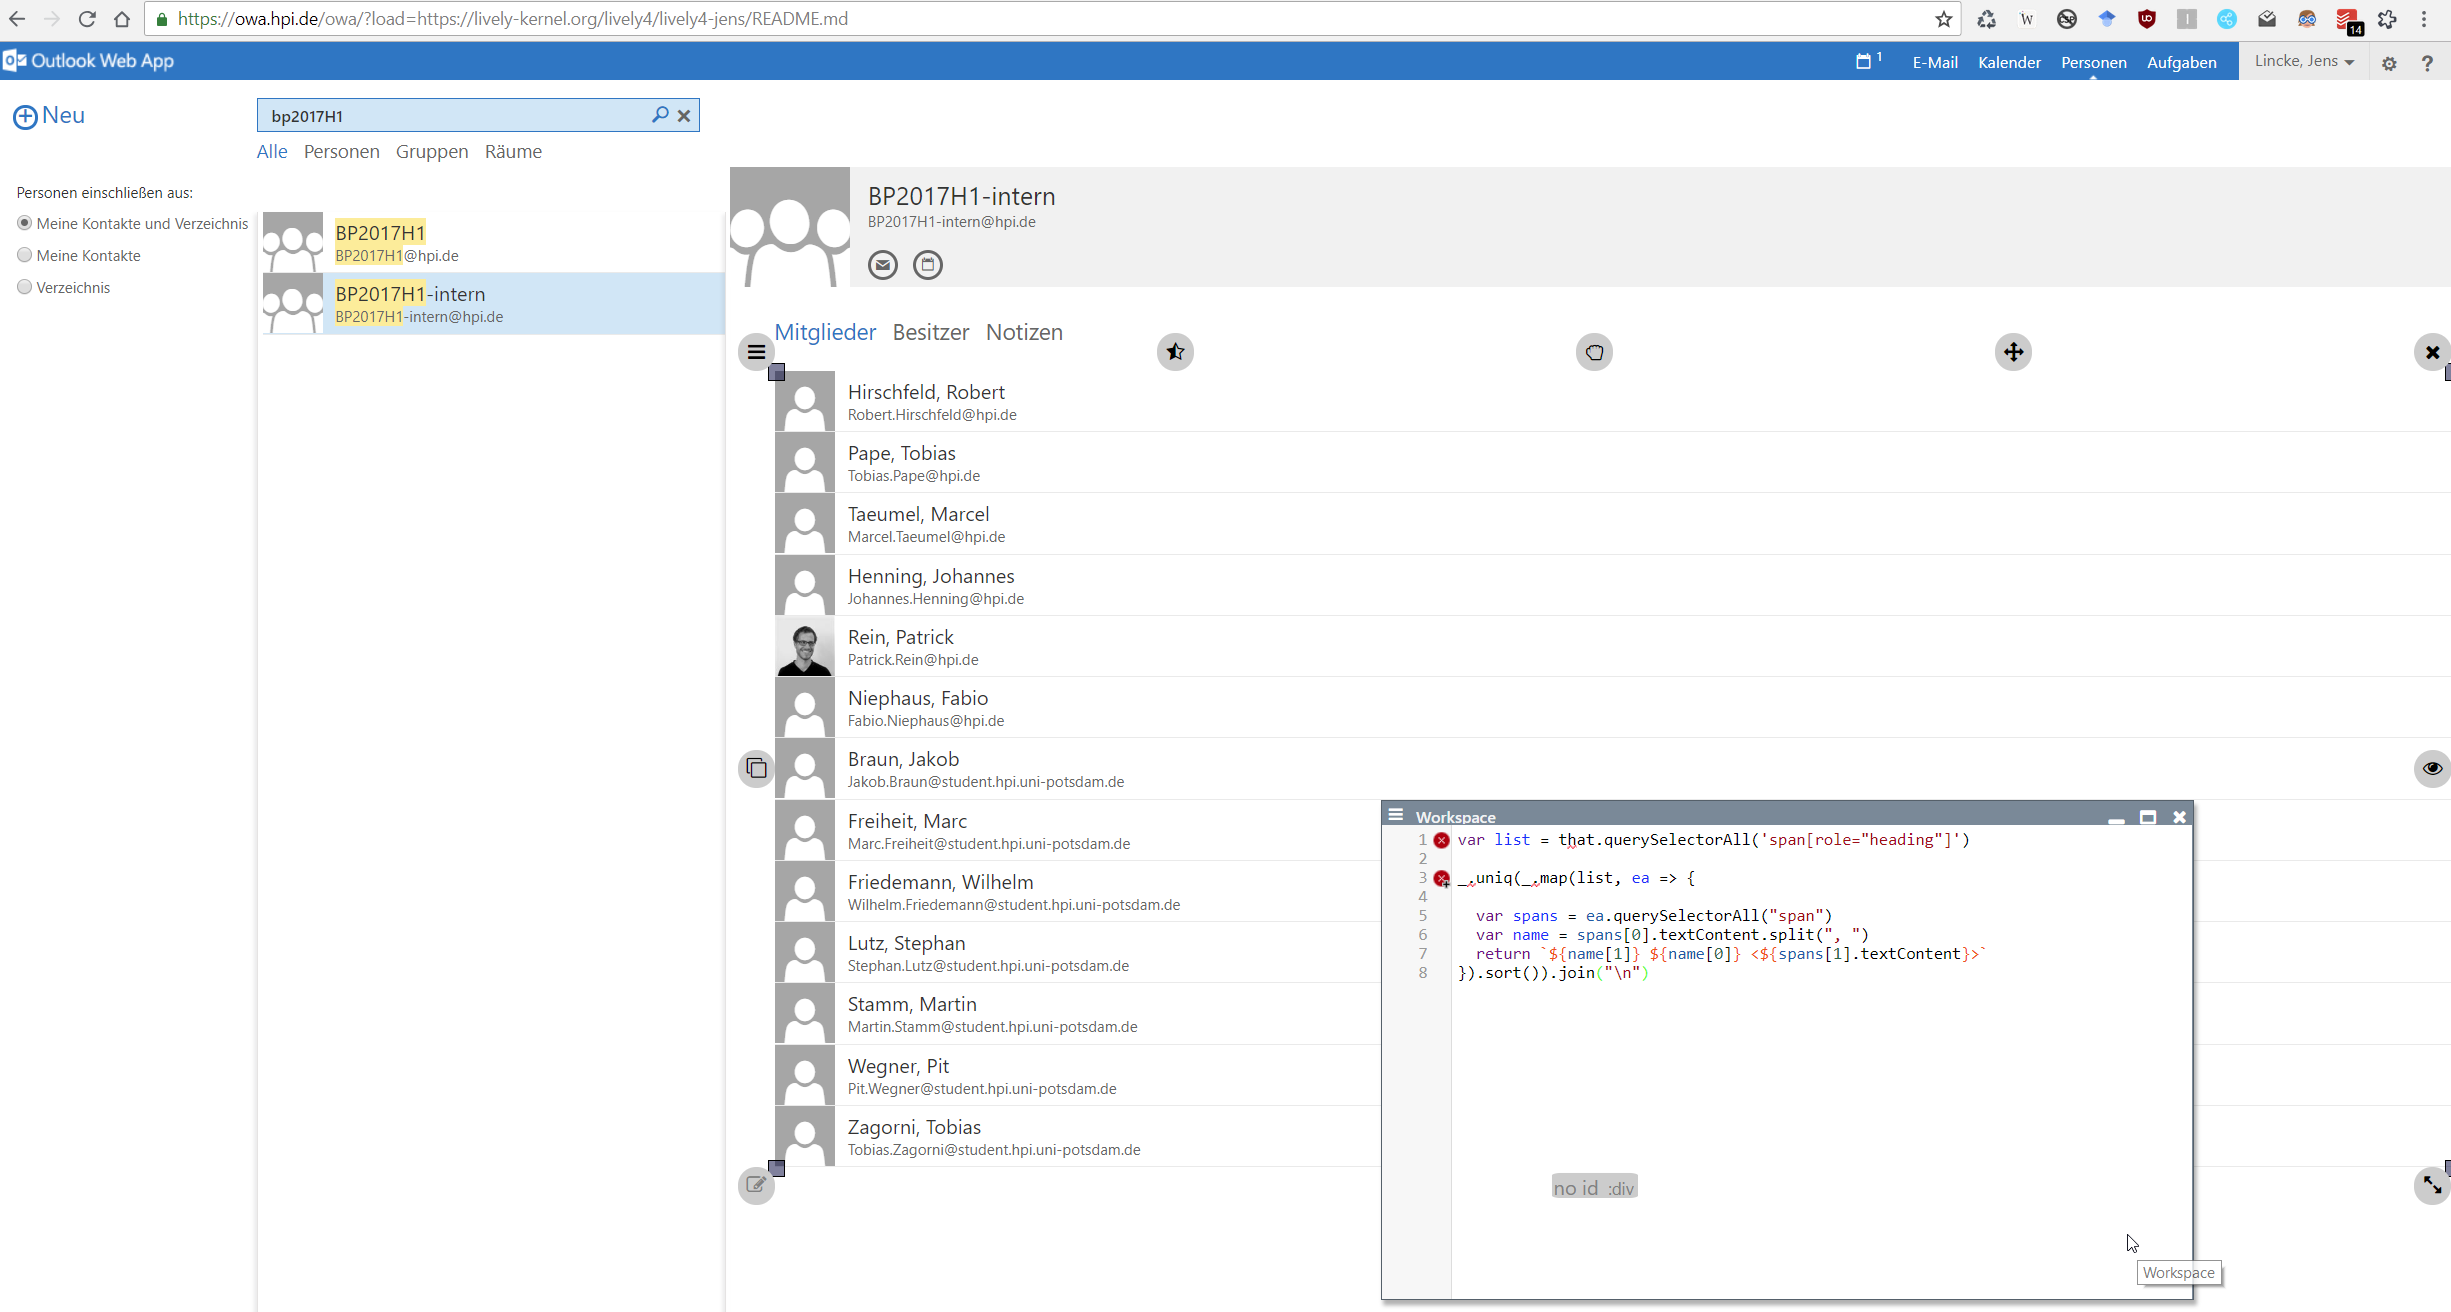 https://owa.hpi.de/owa/?load=https://lively-kernel.org/lively4/lively4-jens/README.md
W
14
Outlook Web App
1
E-Mail Kalender Personen Aufgaben
Lincke, Jens
?
Neu
bp2017H1
Alle Personen Gruppen Räume
Personen einschließen aus:
Meine Kontakte und Verzeichnis
Meine Kontakte
Verzeichnis
BP2017H1
BP2017H1@hpi.de
BP2017H1-intern
BP2017H1-intern@hpi.de
BP2017H1-intern
BP2017H1-intern@hpi.de
Mitglieder Besitzer Notizen
Hirschfeld, Robert
Robert.Hirschfeld@hpi.de
Pape, Tobias
Tobias.Pape@hpi.de
Taeumel, Marcel
Marcel.Taeumel@hpi.de
Henning, Johannes
Johannes.Henning@hpi.de
Rein, Patrick
Patrick.Rein@hpi.de
Niephaus, Fabio
Fabio.Niephaus@hpi.de
Braun, Jakob
Jakob.Braun@student.hpi.uni-potsdam.de
Freiheit, Marc
Marc.Freiheit@student.hpi.uni-potsdam.de
Friedemann, Wilhelm
Wilhelm.Friedemann@student.hpi.uni-potsdam.de
Lutz, Stephan
Stephan.Lutz@student.hpi.uni-potsdam.de
Stamm, Martin
Martin.Stamm@student.hpi.uni-potsdam.de
Wegner, Pit
Pit.Wegner@student.hpi.uni-potsdam.de
Zagorni, Tobias
Tobias.Zagorni@student.hpi.uni-potsdam.de
Workspace
1 var list = that.querySelectorAll('span[role="heading"]')
2
3 _.uniq(_.map(list, ea => {
4
5 var spans = ea.querySelectorAll("span")
6 var name = spans[0].textContent.split(", ")
7 return `${name[1]} ${name[0]} <${spans[1].textContent}>`
8 }).sort()).join("\n")
no id :div
Workspace